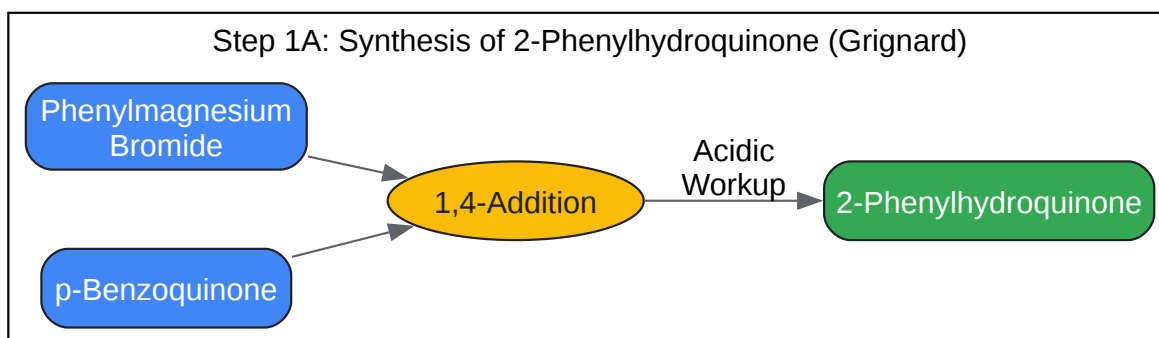 Step 1A: Synthesis of 2-Phenylhydroquinone (Grignard)
Phenylmagnesium
Bromide
p-Benzoquinone
1,4-Addition
Acidic
Workup
2-Phenylhydroquinone